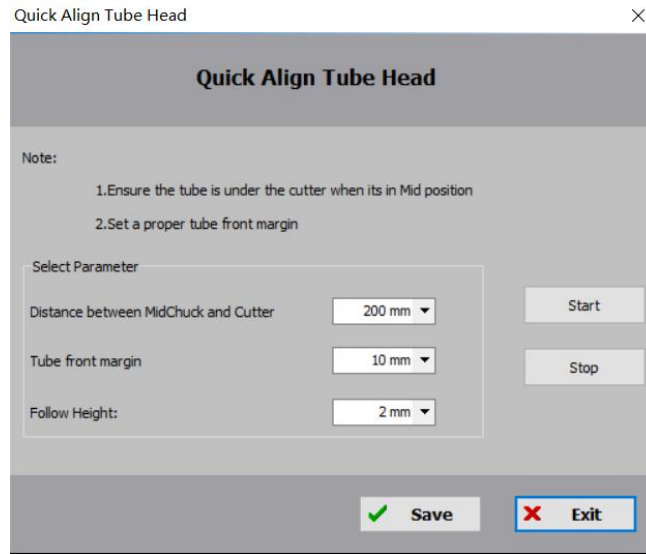 Quick Align Tube Head
Quick Align Tube Head
Note:
1.Ensure the tube is under the cutter when its in Mid position
2.Set a proper tube front margin
Select Parameter
Distance between MidChuck and Cutter 200 mm
Start
Tube front margin 10 mm
Stop
Follow Height: 2 mm
Save Exit